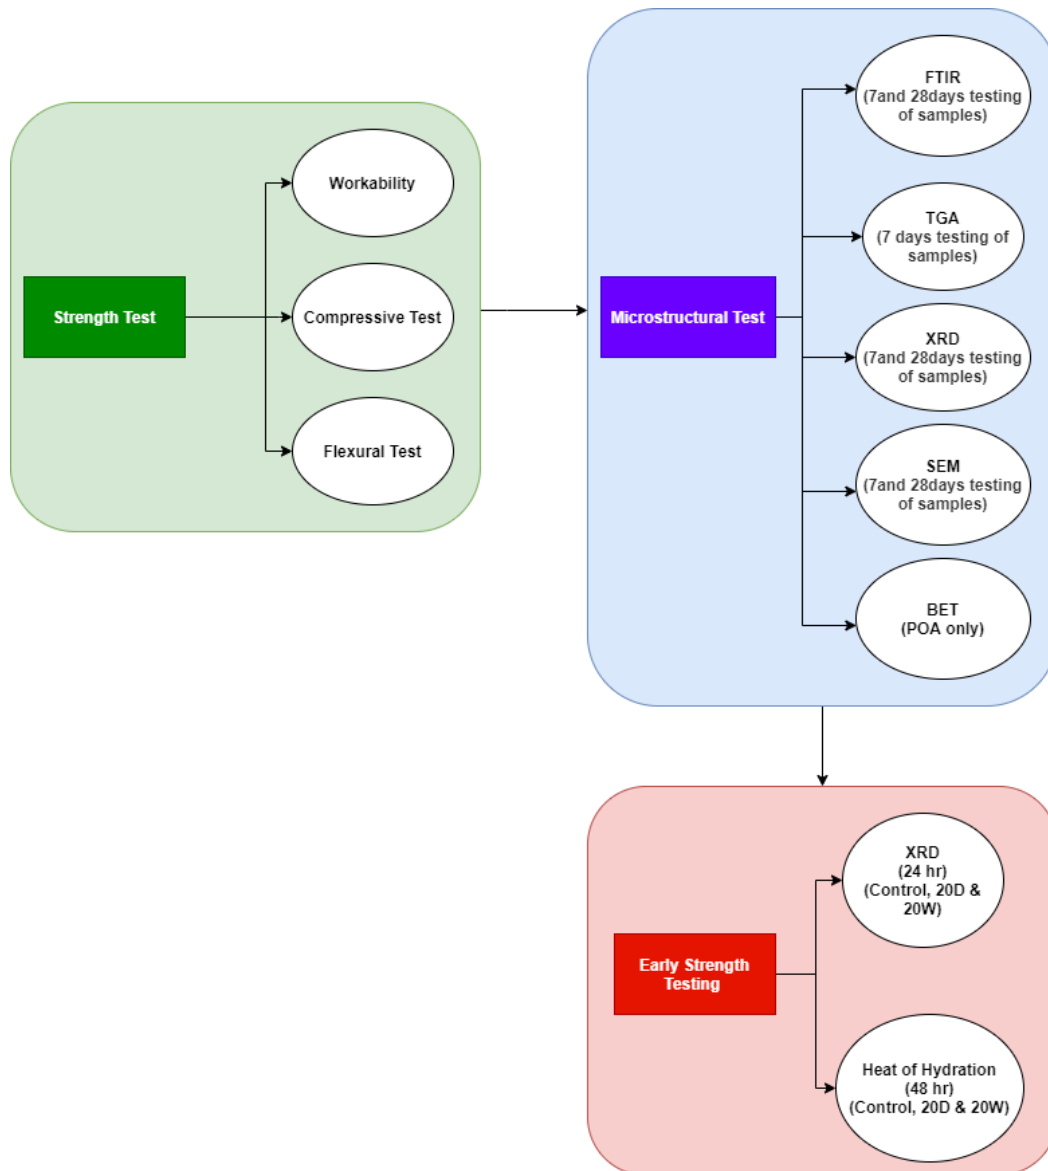 Strength Test
Workability
Compressive Test
Flexural Test
Microstructural Test
FTIR
(7and 28days testing
of samples)
TGA
(7 days testing of
samples)
XRD
(7and 28days testing
of samples)
SEM
(7and 28days testing
of samples)
BET
(POA only)
Early Strength
Testing
XRD
(24 hr)
(Control, 20D &
20W)
Heat of Hydration
(48 hr)
(Control, 20D & 20W)